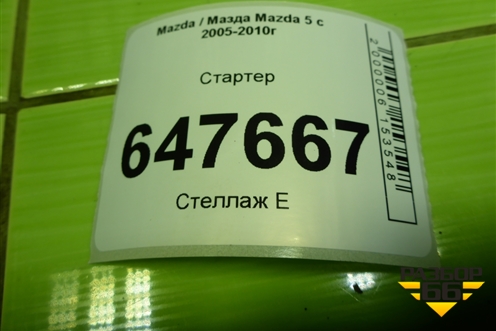 Mazda / Мазда Mazda 5 с
2005-2010г
Стартер
647667
Стеллаж Е
2000006153548
РАЗБОР
66